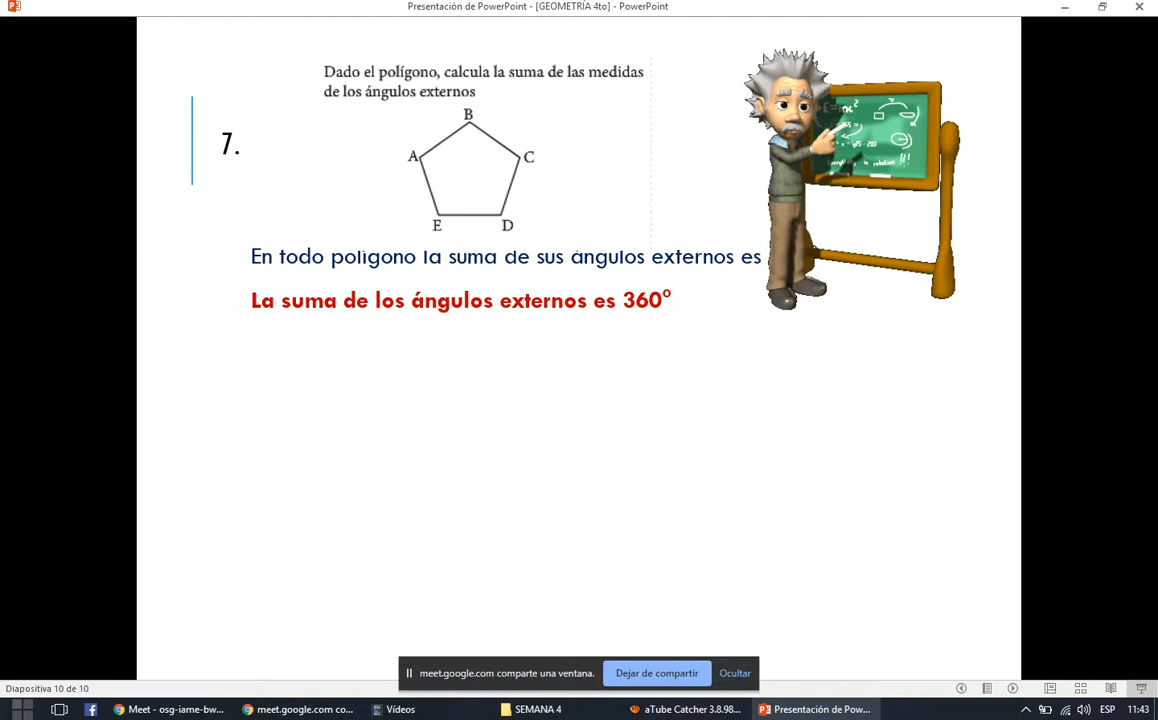 Presentación de PowerPoint - [GEOMETRÍA 4to] - PowerPoint
Dado el polígono, calcula la suma de las medidas
de los ángulos externos
7.
B
A
C
E
D
E=mc²
En todo polígono la suma de sus ángulos externos es
La suma de los ángulos externos es 360°
meet.google.com comparte una ventana.
Dejar de compartir
Ocultar
Diapositiva 10 de 10
Meet - osg-iame-bw...
meet.google.com co...
Vídeos
SEMANA 4
aTube Catcher 3.8.98...
Presentación de Pow...
ESP
11:43